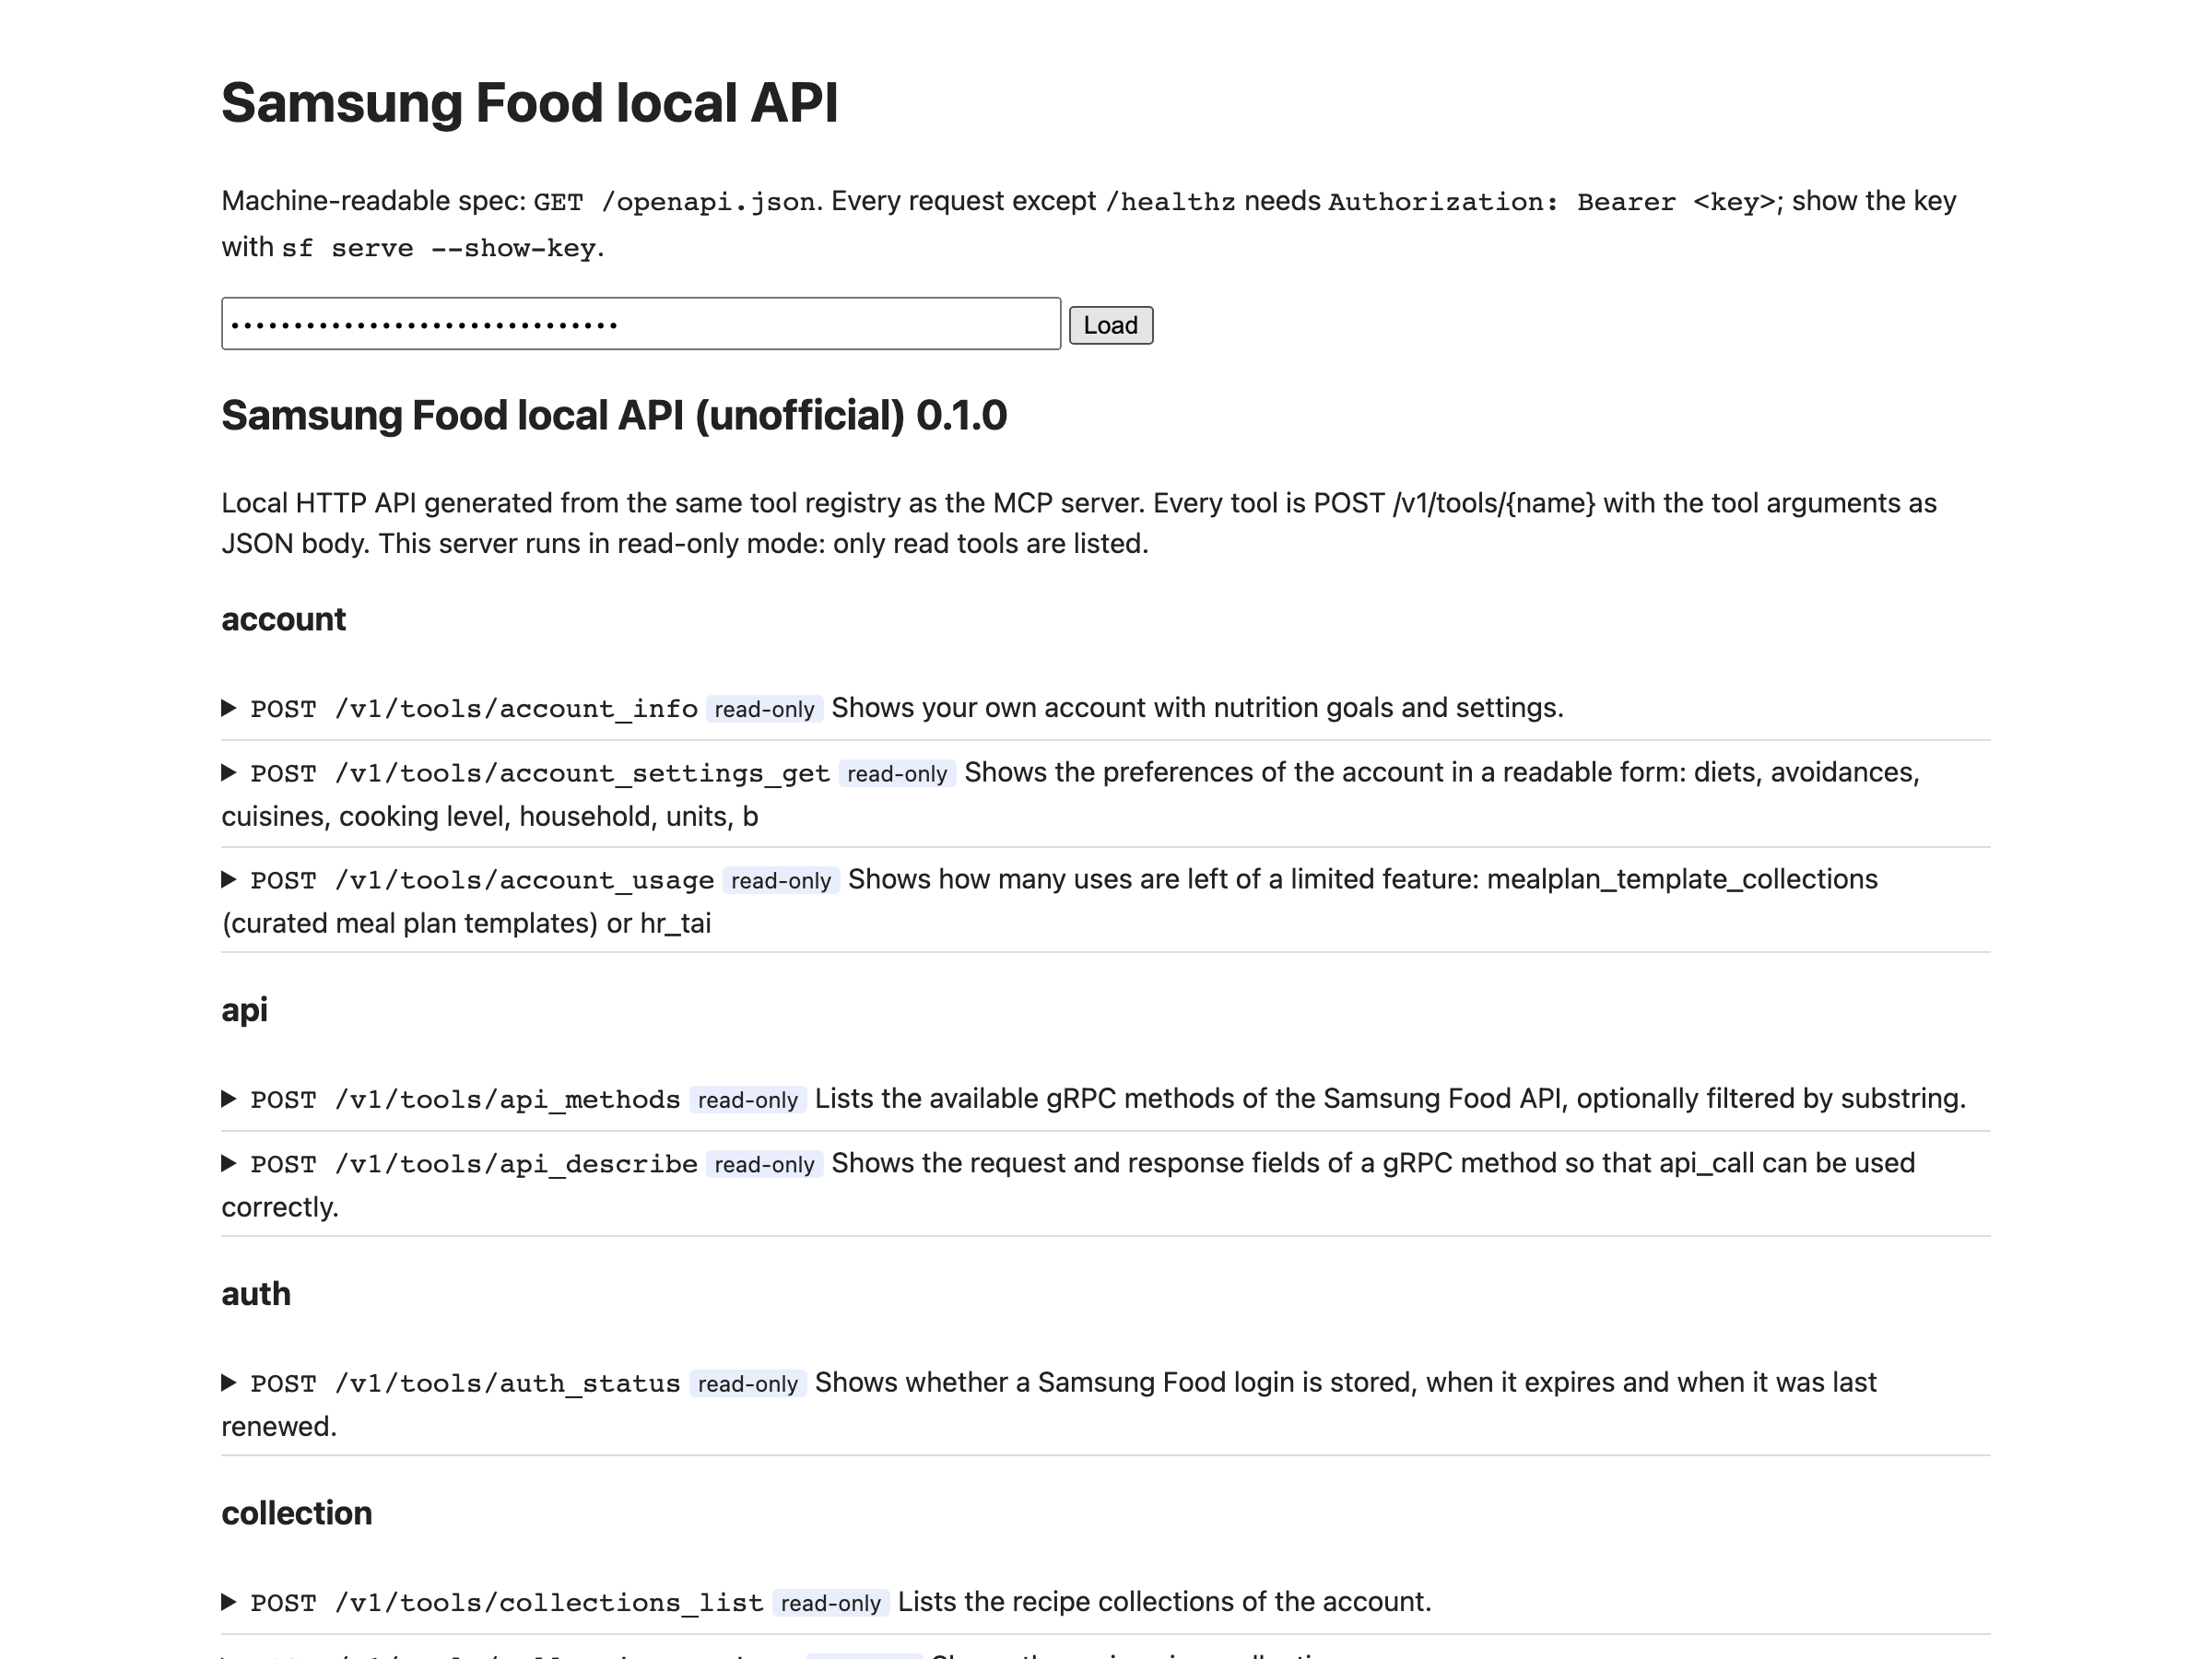 Samsung Food local API
Machine-readable spec: GET /openapi.json. Every request except /healthz needs Authorization: Bearer <key>; show the key
with sf serve --show-key.
•••••••••••••••••••••••••••••••
Load
Samsung Food local API (unofficial) 0.1.0
Local HTTP API generated from the same tool registry as the MCP server. Every tool is POST /v1/tools/{name} with the tool arguments as
JSON body. This server runs in read-only mode: only read tools are listed.
account
▶ POST /v1/tools/account_info read-only Shows your own account with nutrition goals and settings.
▶ POST /v1/tools/account_settings_get read-only Shows the preferences of the account in a readable form: diets, avoidances,
cuisines, cooking level, household, units, b
▶ POST /v1/tools/account_usage read-only Shows how many uses are left of a limited feature: mealplan_template_collections
(curated meal plan templates) or hr_tai
api
▶ POST /v1/tools/api_methods read-only Lists the available gRPC methods of the Samsung Food API, optionally filtered by substring.
▶ POST /v1/tools/api_describe read-only Shows the request and response fields of a gRPC method so that api_call can be used
correctly.
auth
▶ POST /v1/tools/auth_status read-only Shows whether a Samsung Food login is stored, when it expires and when it was last
renewed.
collection
▶ POST /v1/tools/collections_list read-only Lists the recipe collections of the account.